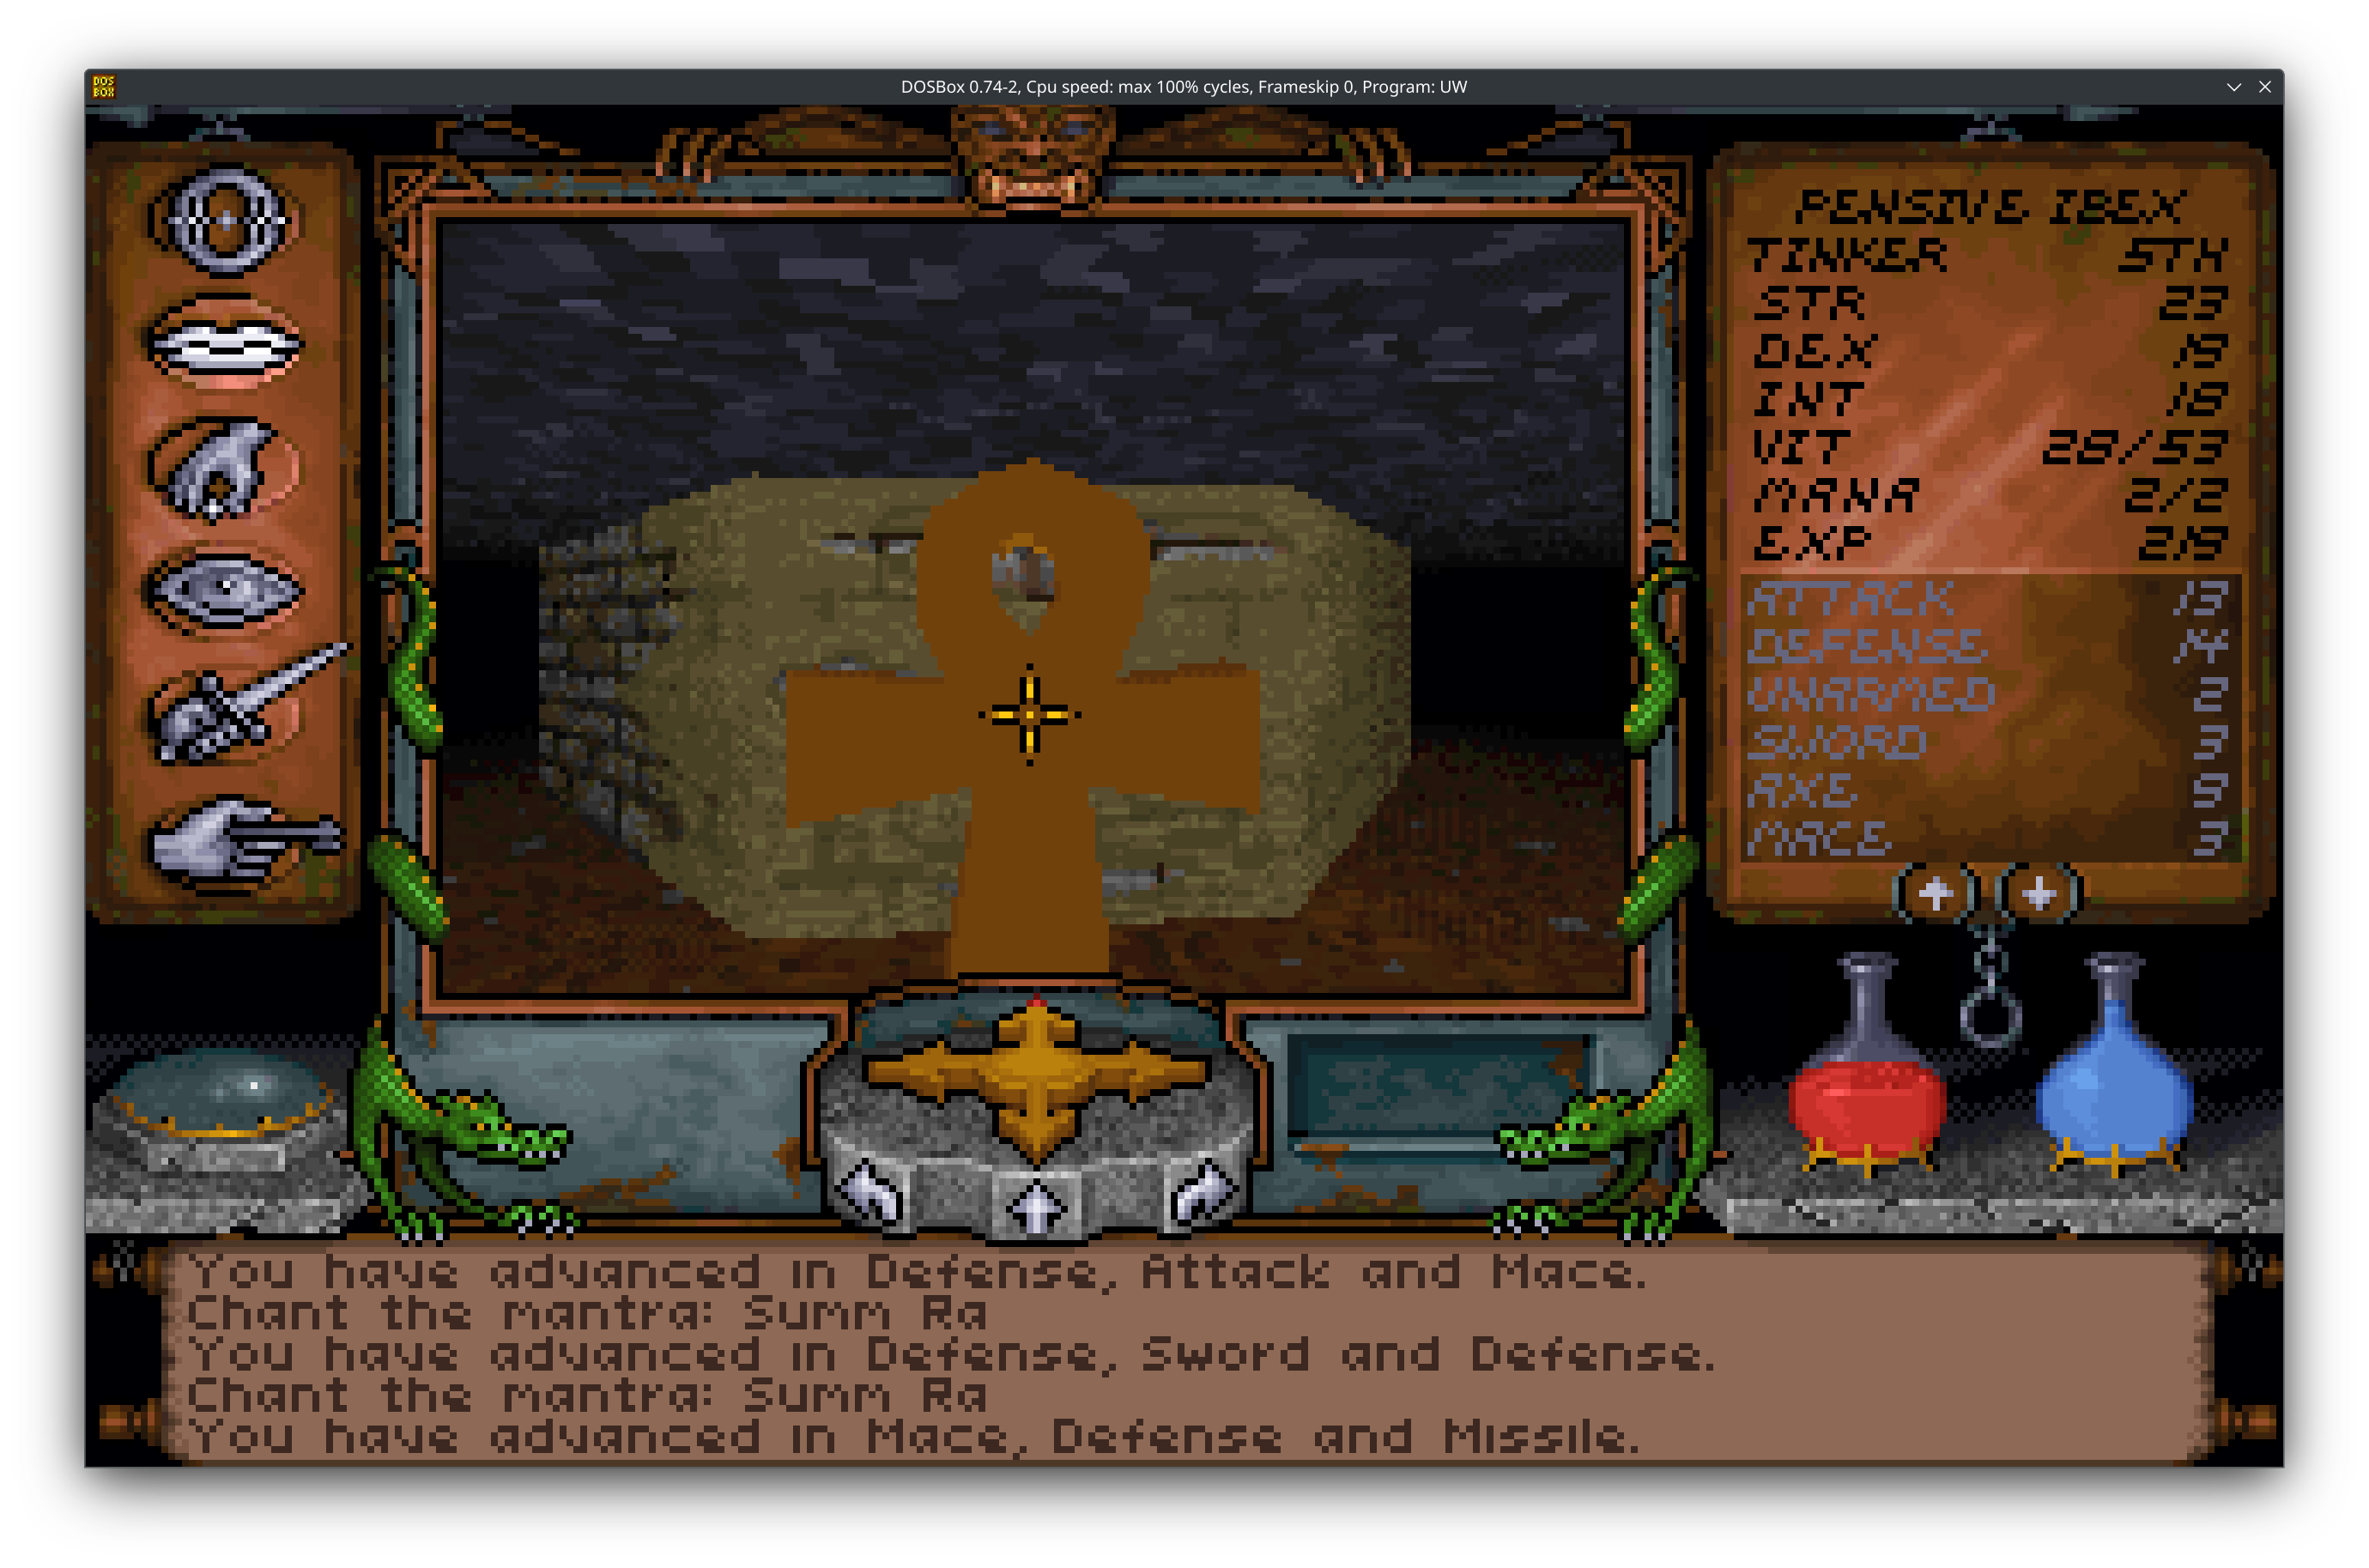 DOS BOX
DOSBox 0.74-2, Cpu speed: max 100% cycles, Frameskip 0, Program: UW
PENSIVE IBEX
TINKER 5TH
STR 23
DEX 19
INT 18
VIT 28/53
MANA 2/2
EXP 219
ATTACK 13
DEFENSE 14
UNARMED 2
SWORD 3
AXE 9
MACE 3
You have advanced in Defense, Attack and Mace.
Chant the mantra: Summ Ra
You have advanced in Defense, Sword and Defense.
Chant the mantra: Summ Ra
You have advanced in Mace, Defense and Missile.